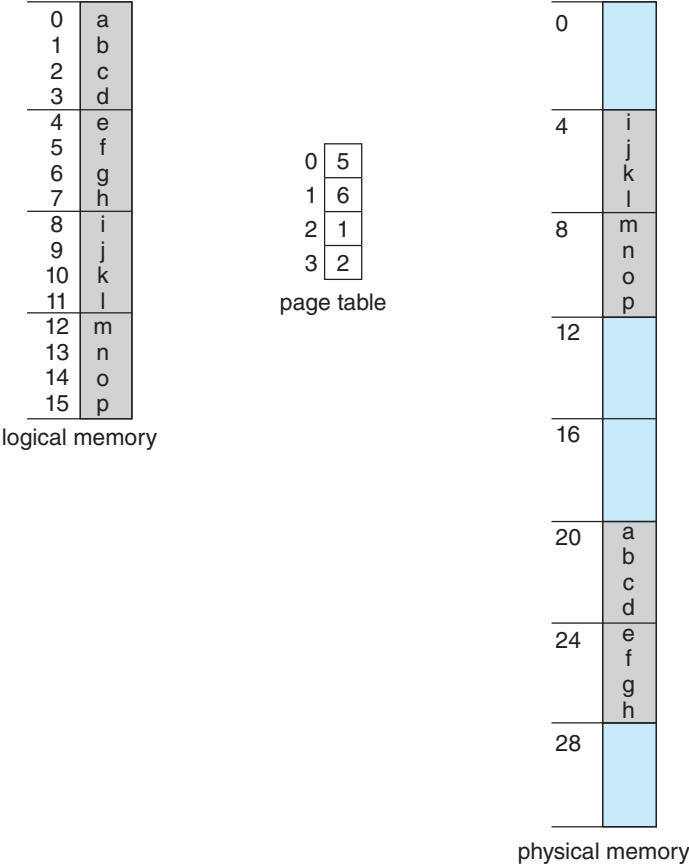 0 a
1 b
2 c
3 d
4 e
5 f
6 g
7 h
8 i
9 j
10 k
11 l
12 m
13 n
14 o
15 p
logical memory
0 5
1 6
2 1
3 2
page table
0
4 i
j
k
l
8 m
n
o
p
12
16
20 a
b
c
d
24 e
f
g
h
28
physical memory